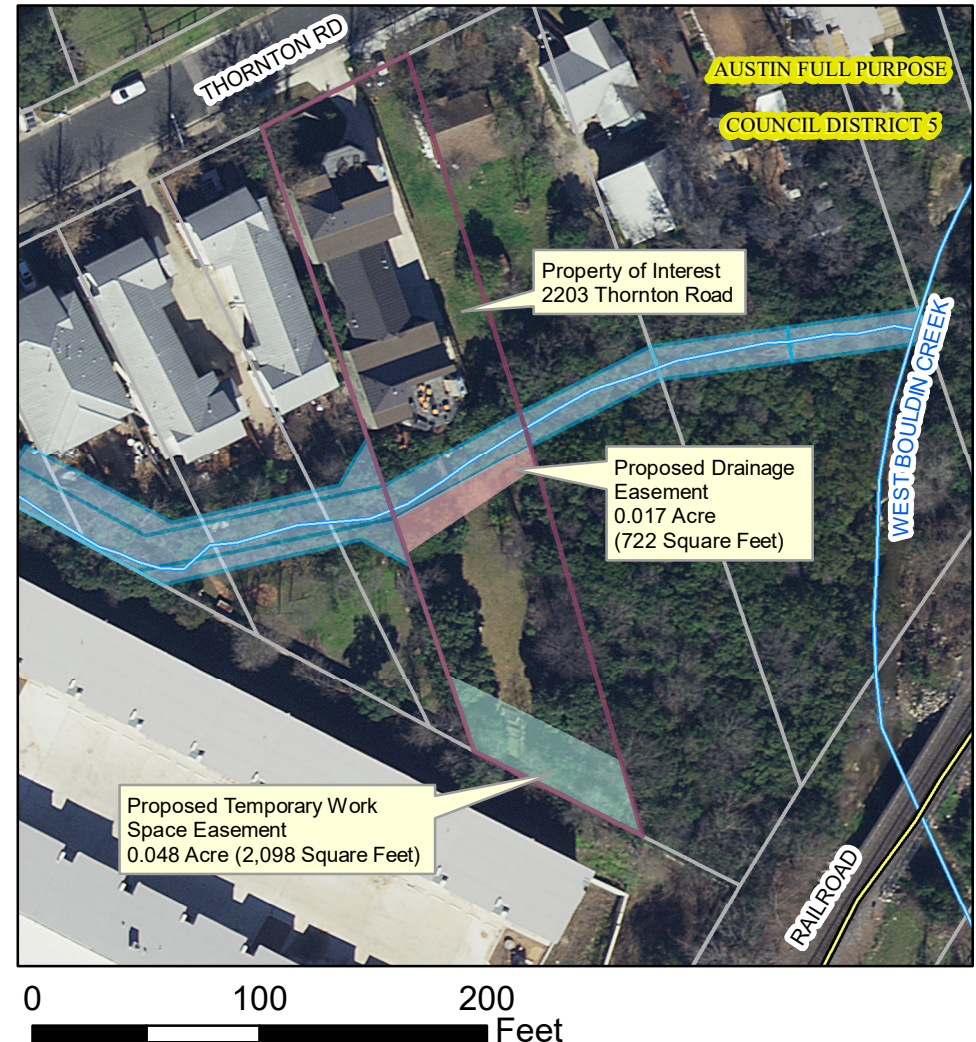 THORNTON RD
AUSTIN FULL PURPOSE
COUNCIL DISTRICT 5
Property of Interest
2203 Thornton Road
WEST BOULDIN CREEK
Proposed Drainage
Easement
0.017 Acre
(722 Square Feet)
Proposed Temporary Work
Space Easement
0.048 Acre (2,098 Square Feet)
RAILROAD
0 100 200
Feet